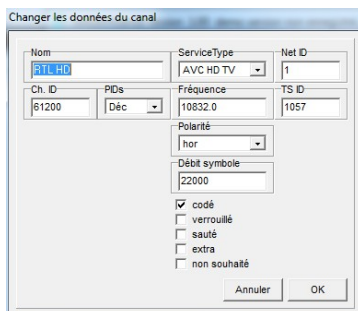 Changer les données du canal
Nom
RTL HD
ServiceType
AVC HD TV
Net ID
1
Ch. ID
61200
PIDs
Déc
Fréquence
10832.0
TS ID
1057
Polarité
hor
Débit symbole
22000
codé
verrouillé
sauté
extra
non souhaité
Annuler
OK